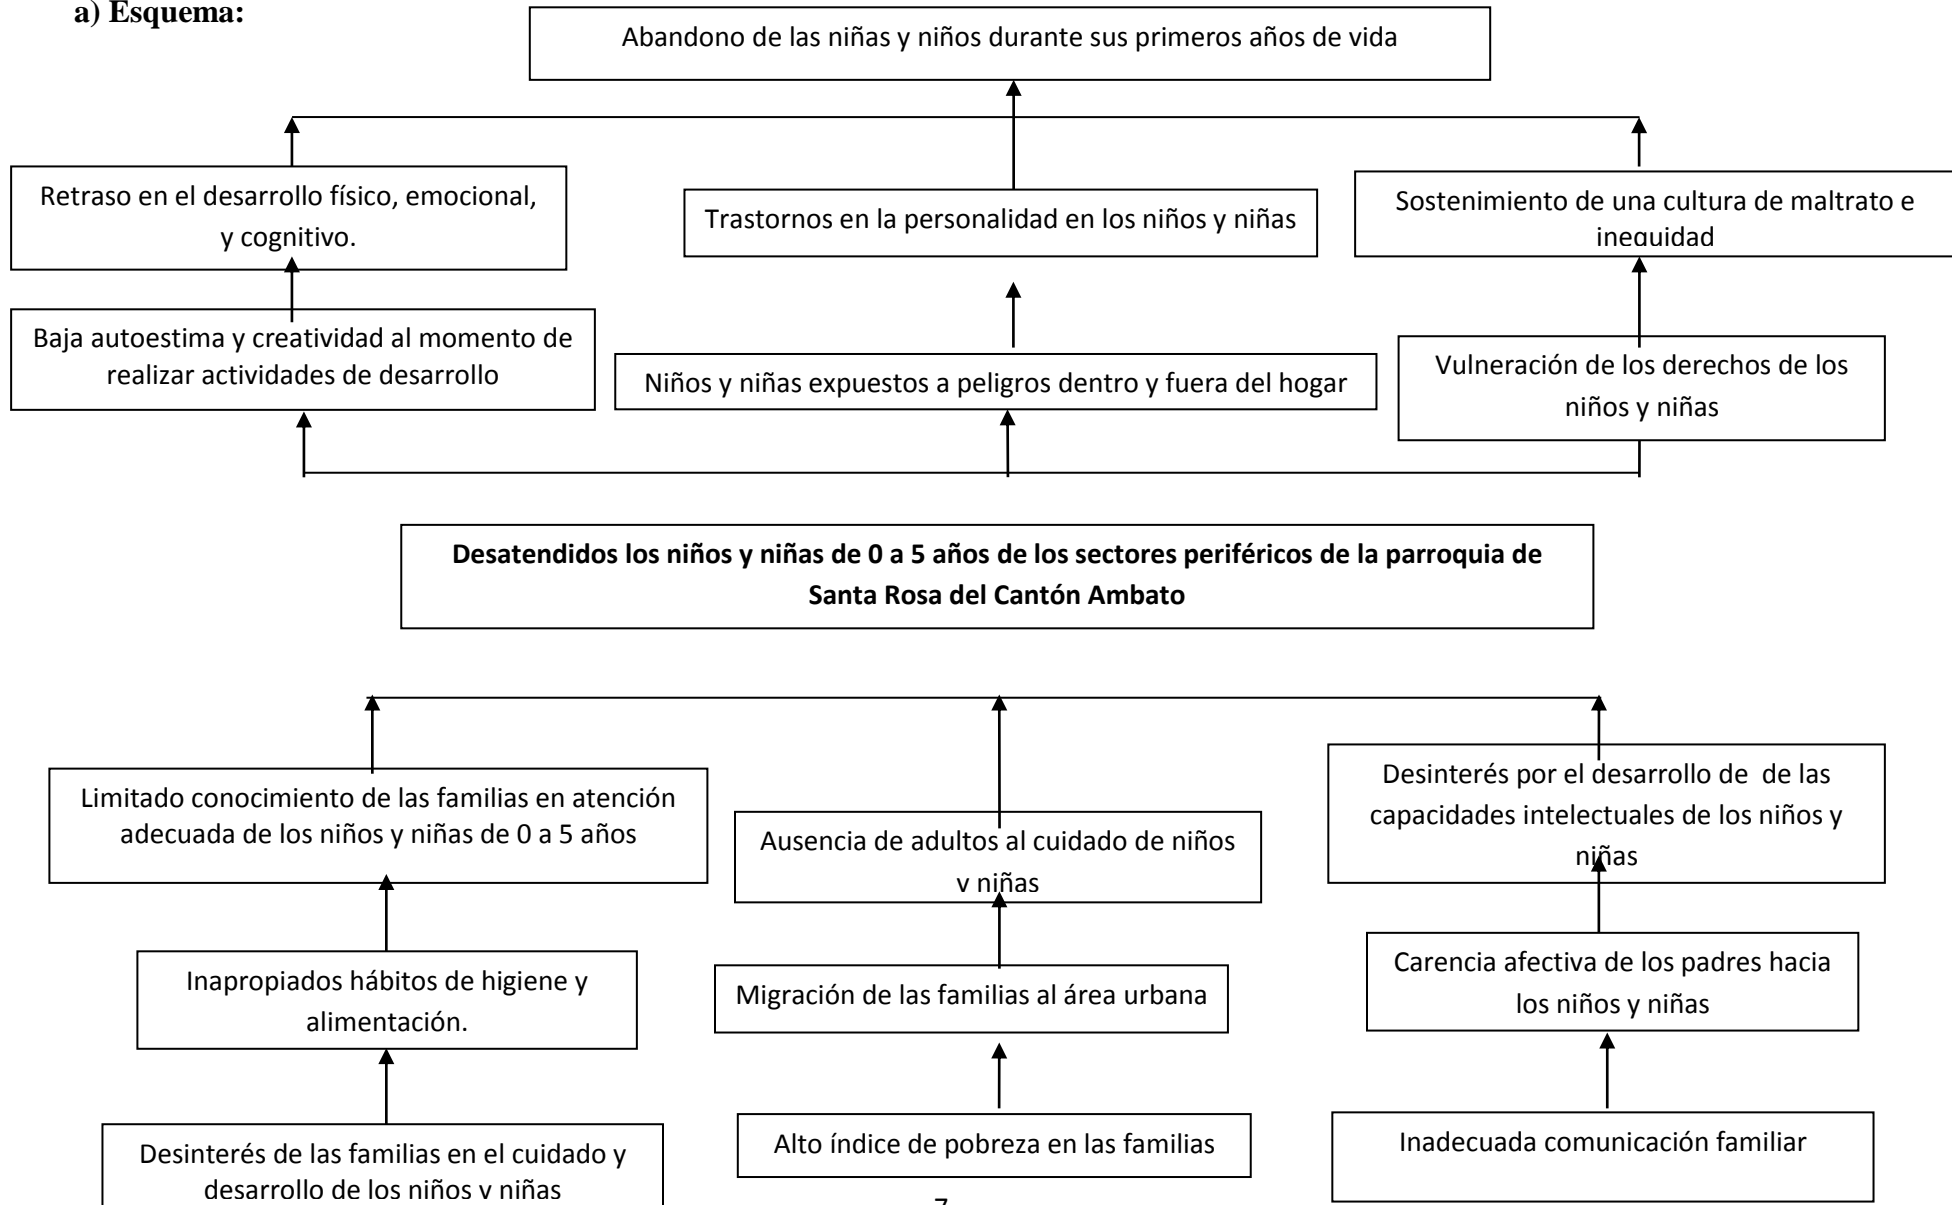 a) Esquema:
Abandono de las niñas y niños durante sus primeros años de vida
Retraso en el desarrollo físico, emocional,
y cognitivo.
Trastornos en la personalidad en los niños y niñas
Sostenimiento de una cultura de maltrato e
inequidad
Baja autoestima y creatividad al momento de
realizar actividades de desarrollo
Niños y niñas expuestos a peligros dentro y fuera del hogar
Vulneración de los derechos de los
niños y niñas
Desatendidos los niños y niñas de 0 a 5 años de los sectores periféricos de la parroquia de
Santa Rosa del Cantón Ambato
Limitado conocimiento de las familias en atención
adecuada de los niños y niñas de 0 a 5 años
Ausencia de adultos al cuidado de niños
y niñas
Desinterés por el desarrollo de  de las
capacidades intelectuales de los niños y
niñas
Inapropiados hábitos de higiene y
alimentación.
Migración de las familias al área urbana
Carencia afectiva de los padres hacia
los niños y niñas
Desinterés de las familias en el cuidado y
desarrollo de los niños y niñas
Alto índice de pobreza en las familias
Inadecuada comunicación familiar
7